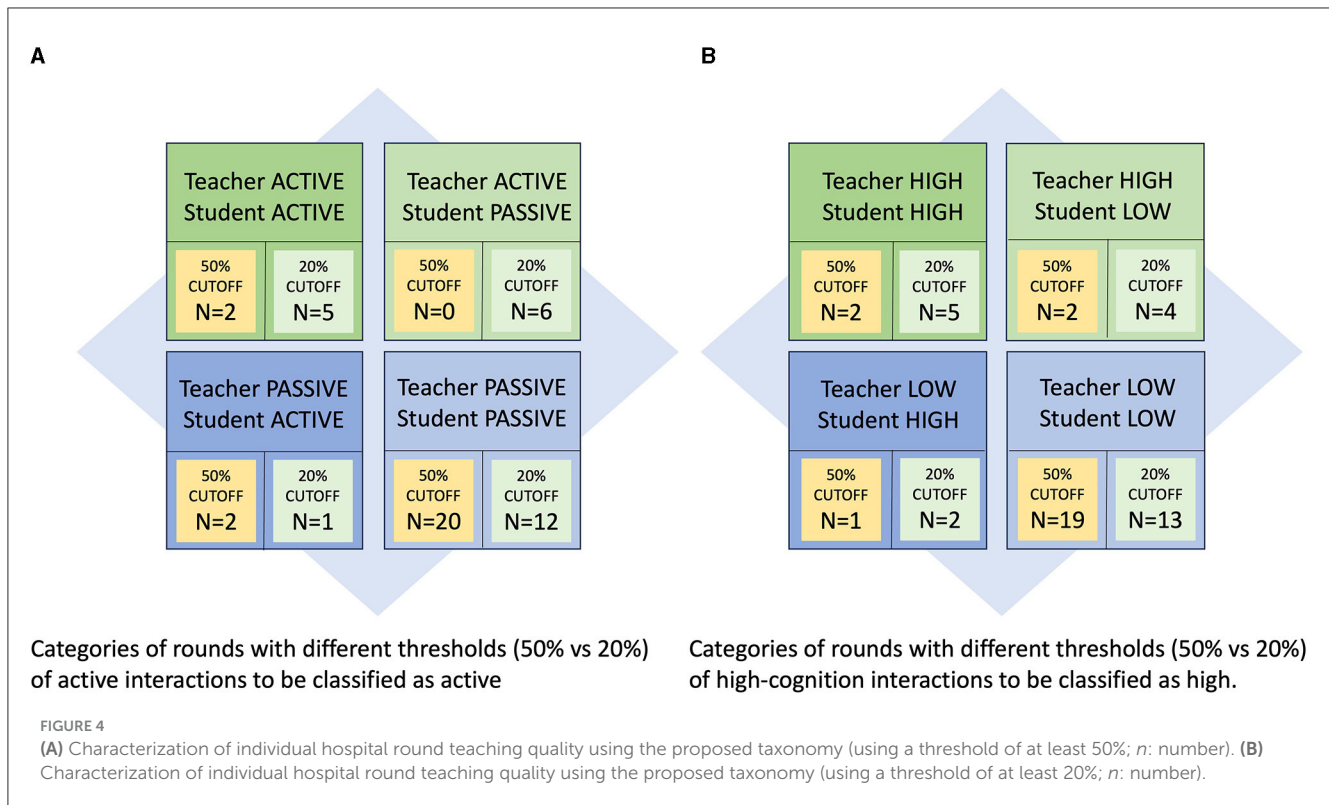 A
Teacher ACTIVE
Student ACTIVE
50%
CUTOFF
N=2
20%
CUTOFF
N=5
Teacher ACTIVE
Student PASSIVE
50%
CUTOFF
N=0
20%
CUTOFF
N=6
Teacher PASSIVE
Student ACTIVE
50%
CUTOFF
N=2
20%
CUTOFF
N=1
Teacher PASSIVE
Student PASSIVE
50%
CUTOFF
N=20
20%
CUTOFF
N=12
Categories of rounds with different thresholds (50% vs 20%)
of active interactions to be classified as active
B
Teacher HIGH
Student HIGH
50%
CUTOFF
N=2
20%
CUTOFF
N=5
Teacher HIGH
Student LOW
50%
CUTOFF
N=2
20%
CUTOFF
N=4
Teacher LOW
Student HIGH
50%
CUTOFF
N=1
20%
CUTOFF
N=2
Teacher LOW
Student LOW
50%
CUTOFF
N=19
20%
CUTOFF
N=13
Categories of rounds with different thresholds (50% vs 20%)
of high-cognition interactions to be classified as high.
FIGURE 4
(A) Characterization of individual hospital round teaching quality using the proposed taxonomy (using a threshold of at least 50%; n: number). (B)
Characterization of individual hospital round teaching quality using the proposed taxonomy (using a threshold of at least 20%; n: number).